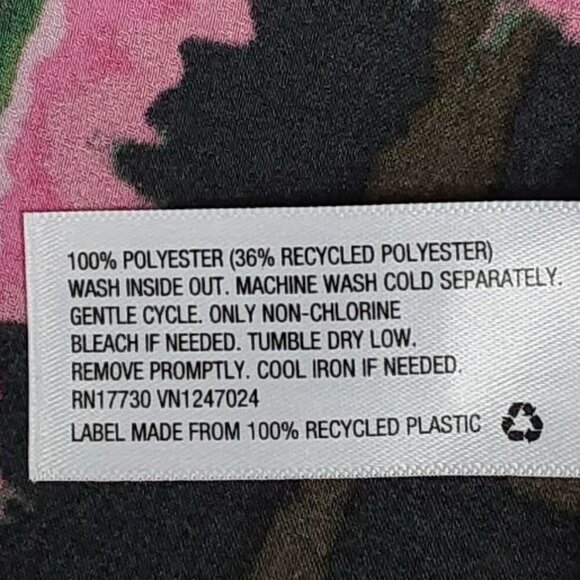 100% POLYESTER (36% RECYCLED POLYESTER)
WASH INSIDE OUT. MACHINE WASH COLD SEPARATELY.
GENTLE CYCLE. ONLY NON-CHLORINE
BLEACH IF NEEDED. TUMBLE DRY LOW.
REMOVE PROMPTLY. COOL IRON IF NEEDED.
RN17730 VN1247024
LABEL MADE FROM 100% RECYCLED PLASTIC